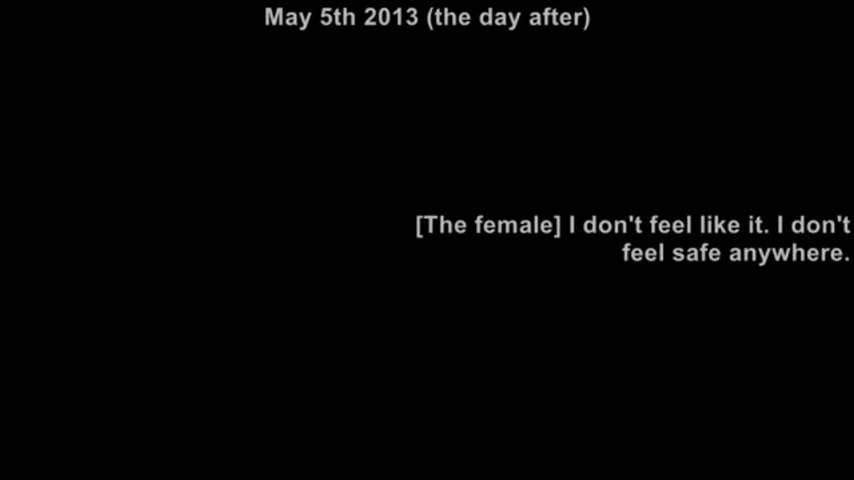 May 5th 2013 (the day after)
[The female] I don't feel like it. I don't
feel safe anywhere.